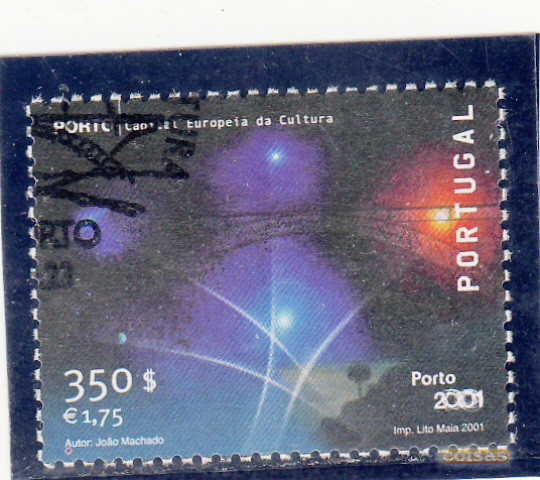 PORTO Capital Europeia da Cultura
PORTUGAL
350 $
€ 1,75
Autor: João Machado
Porto
2001
Imp. Lito Maia 2001
coisas